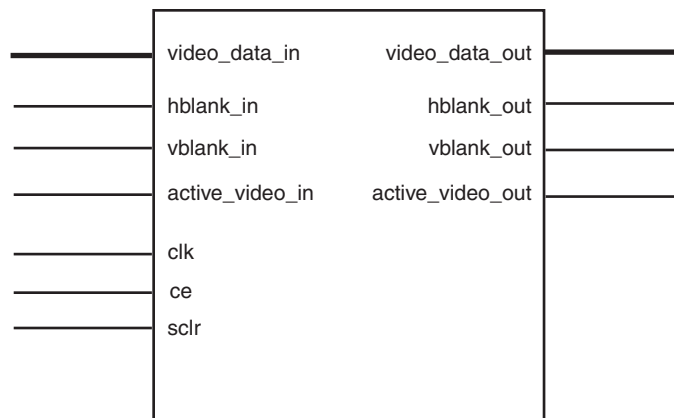 video_data_in video_data_out
hblank_in hblank_out
vblank_in vblank_out
active_video_in active_video_out
clk
ce
sclr